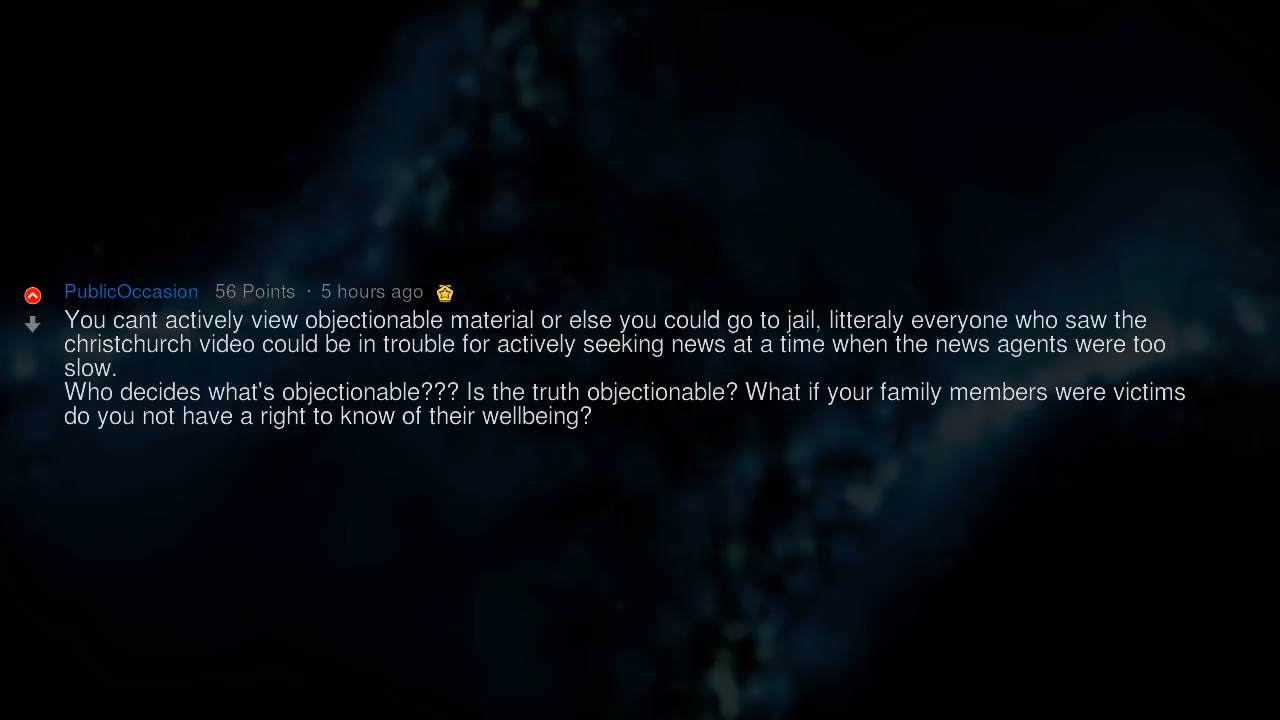 PublicOccasion 56 Points · 5 hours ago
You cant actively view objectionable material or else you could go to jail, litteraly everyone who saw the
christchurch video could be in trouble for actively seeking news at a time when the news agents were too
slow.
Who decides what's objectionable??? Is the truth objectionable? What if your family members were victims
do you not have a right to know of their wellbeing?